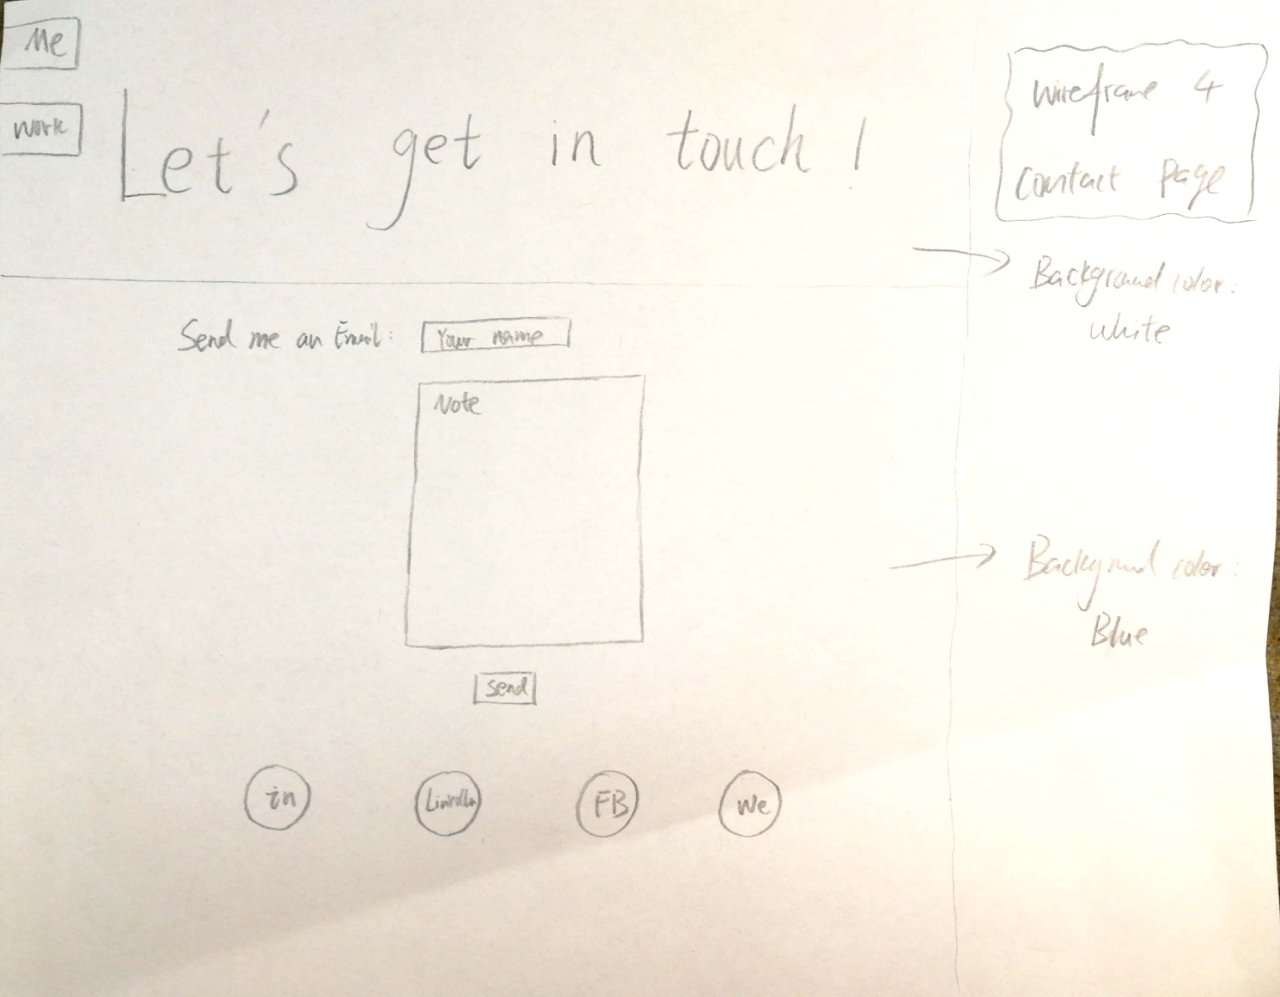 Me
Work
Let's get in touch!
Send me an Email:
Your name
Note
Send
in
LinkedIn
FB
We
Wireframe 4
Contact Page
Background color:
white
Background color:
Blue